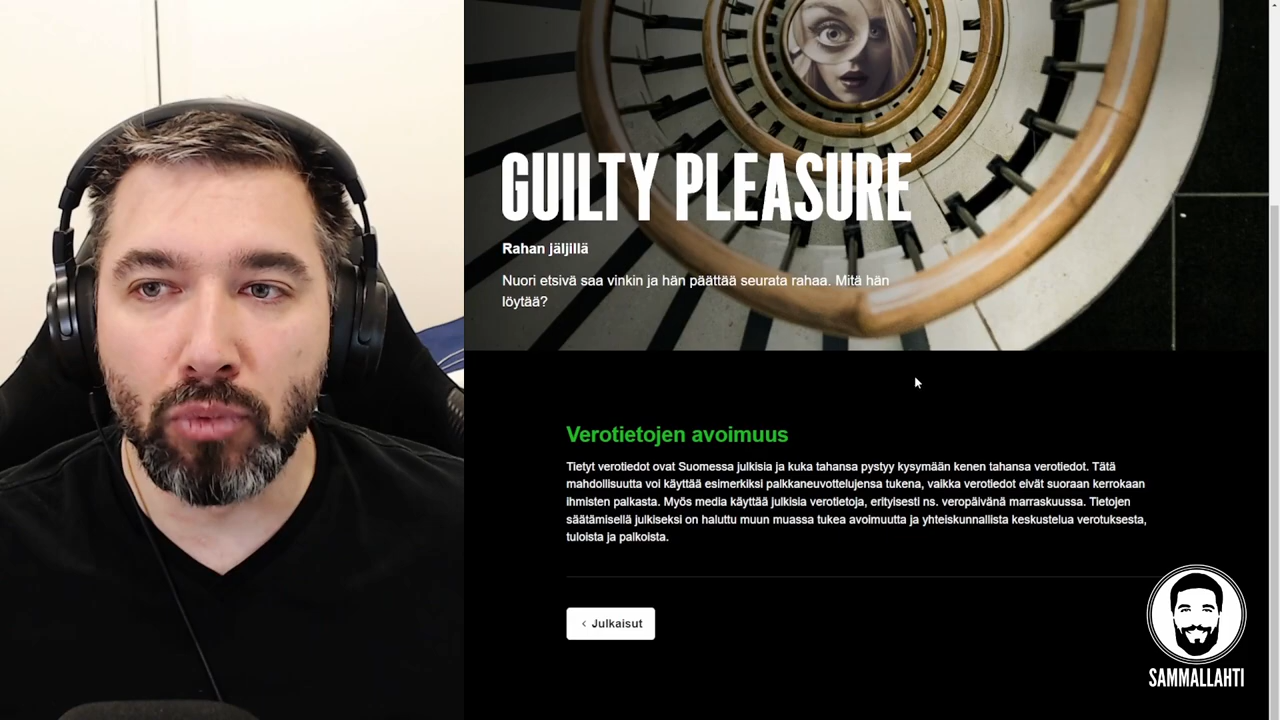 GUILTY PLEASURE
Rahan jäljillä
Nuori etsivä saa vinkin ja hän päättää seurata rahaa. Mitä hän
löytää?
Verotietojen avoimuus
Tietyt verotiedot ovat Suomessa julkisia ja kuka tahansa pystyy kysymään kenen tahansa verotiedot. Tätä
mahdollisuutta voi käyttää esimerkiksi palkkaneuvottelujensa tukena, vaikka verotiedot eivät suoraan kerrokaan
ihmisten palkasta. Myös media käyttää julkisia verotietoja, erityisesti ns. veropäivänä marraskuussa. Tietojen
säätämisellä julkiseksi on haluttu muun muassa tukea avoimuutta ja yhteiskunnallista keskustelua verotuksesta,
tuloista ja palkoista.
‹ Julkaisut
SAMMALLAHTI